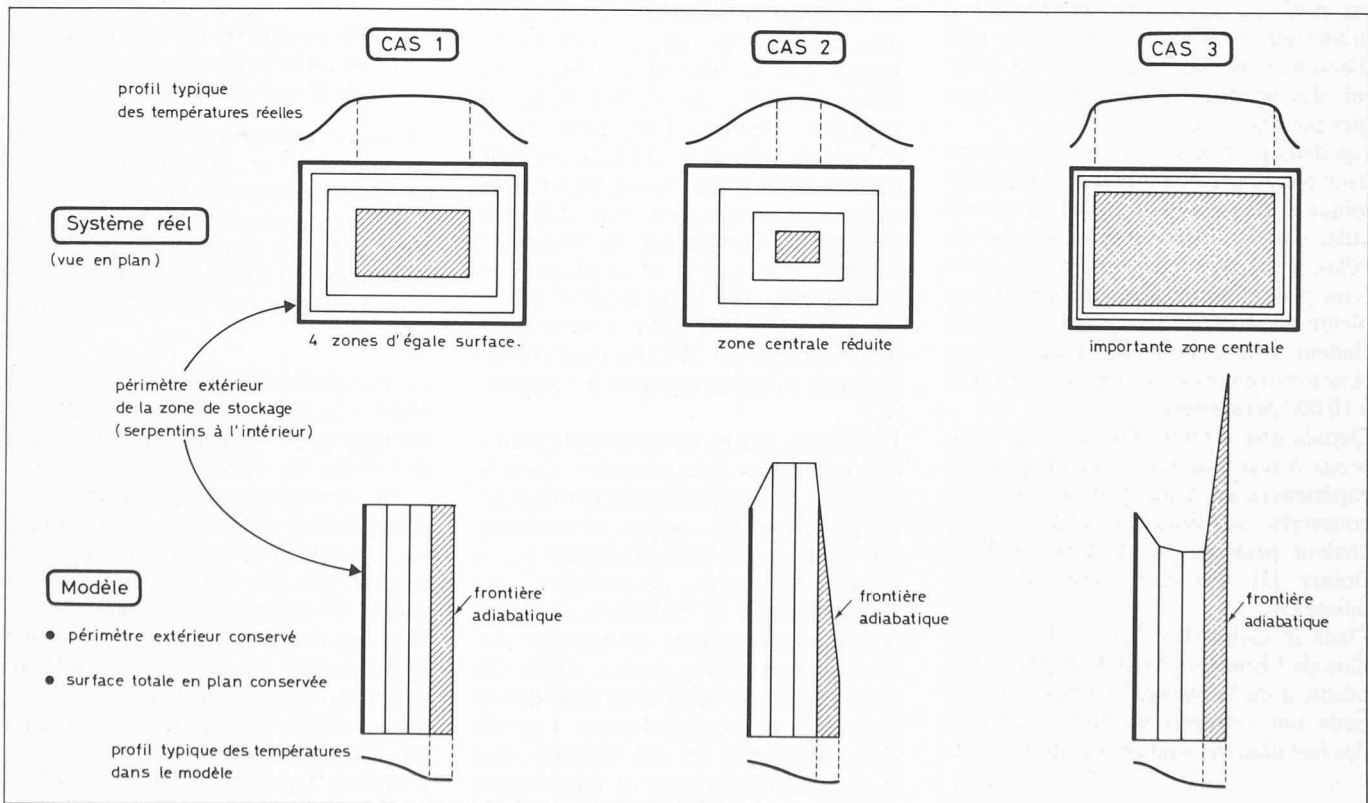 CAS 1
CAS 2
CAS 3
profil typique
des températures réelles
Système réel
(vue en plan)
4 zones d'égale surface.
zone centrale réduite
importante zone centrale
périmètre extérieur
de la zone de stockage
(serpentins à l'intérieur)
Modèle
• périmètre extérieur conservé
• surface totale en plan conservée
frontière
adiabatique
frontière
adiabatique
frontière
adiabatique
profil typique des températures
dans le modèle